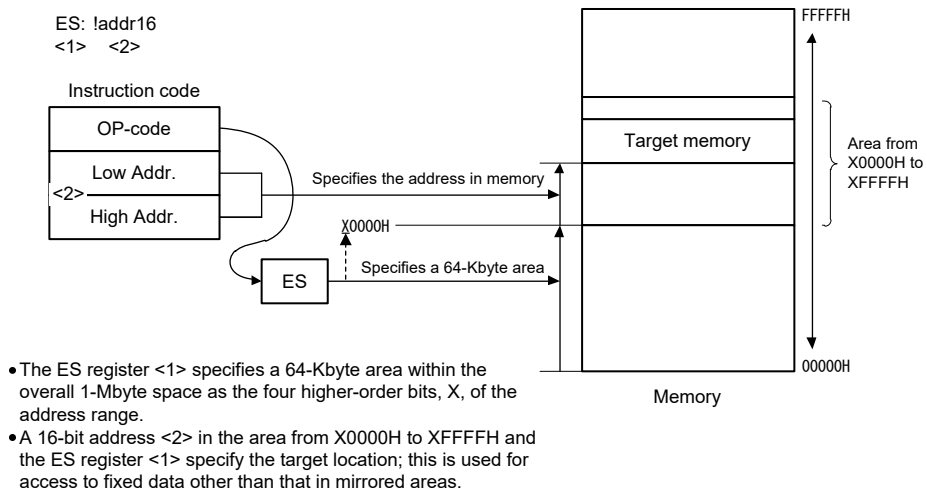 ES: !addr16
<1> <2>
Instruction code
OP-code
Low Addr.
<2>
High Addr.
ES
Specifies the address in memory
X0000H
Specifies a 64-Kbyte area
FFFFFH
Target memory
Area from
X0000H to
XFFFFH
00000H
Memory
• The ES register <1> specifies a 64-Kbyte area within the
overall 1-Mbyte space as the four higher-order bits, X, of the
address range.
• A 16-bit address <2> in the area from X0000H to XFFFFH and
the ES register <1> specify the target location; this is used for
access to fixed data other than that in mirrored areas.